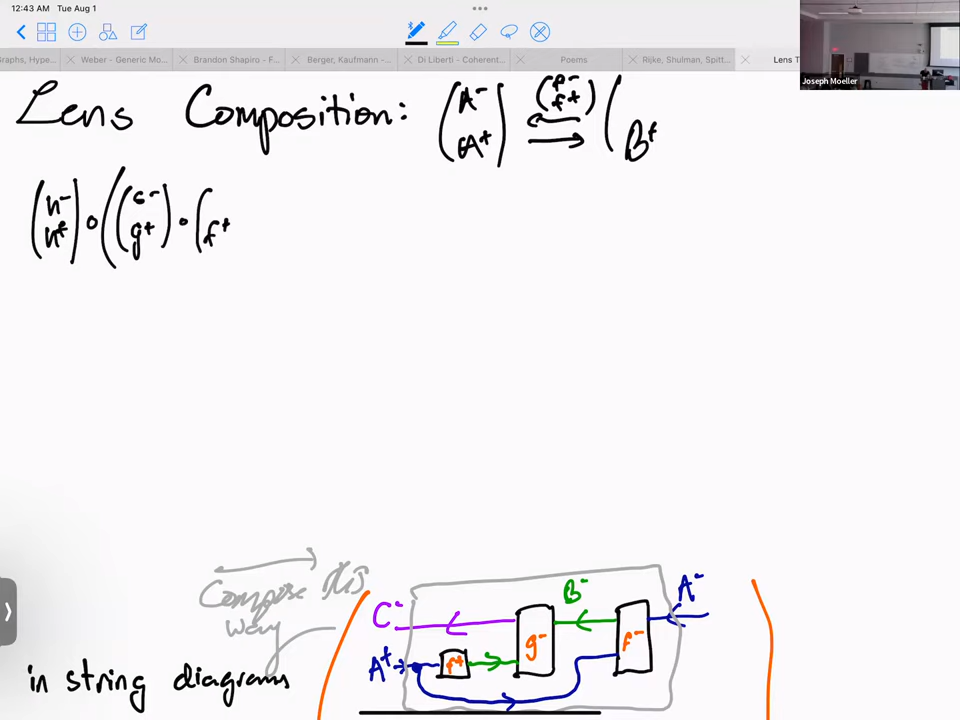 12:43 AM Tue Aug 1
Graphs, Hype...
Weber - Generic Mo...
Brandon Shapiro - F...
Berger, Kaufmann -...
Di Liberti - Coherent...
Poems
Rijke, Shulman, Spitt...
Lens T
Joseph Moeller
Lens Composition: (A⁻ A⁺) (f⁻ f⁺) ( B⁺
(h⁻ h⁺) ∘ ((g⁺) ∘ (f⁺
Compose this
way
C⁻ B⁻ A⁻
g⁻ f⁻
A⁺ f⁺
in string diagrams